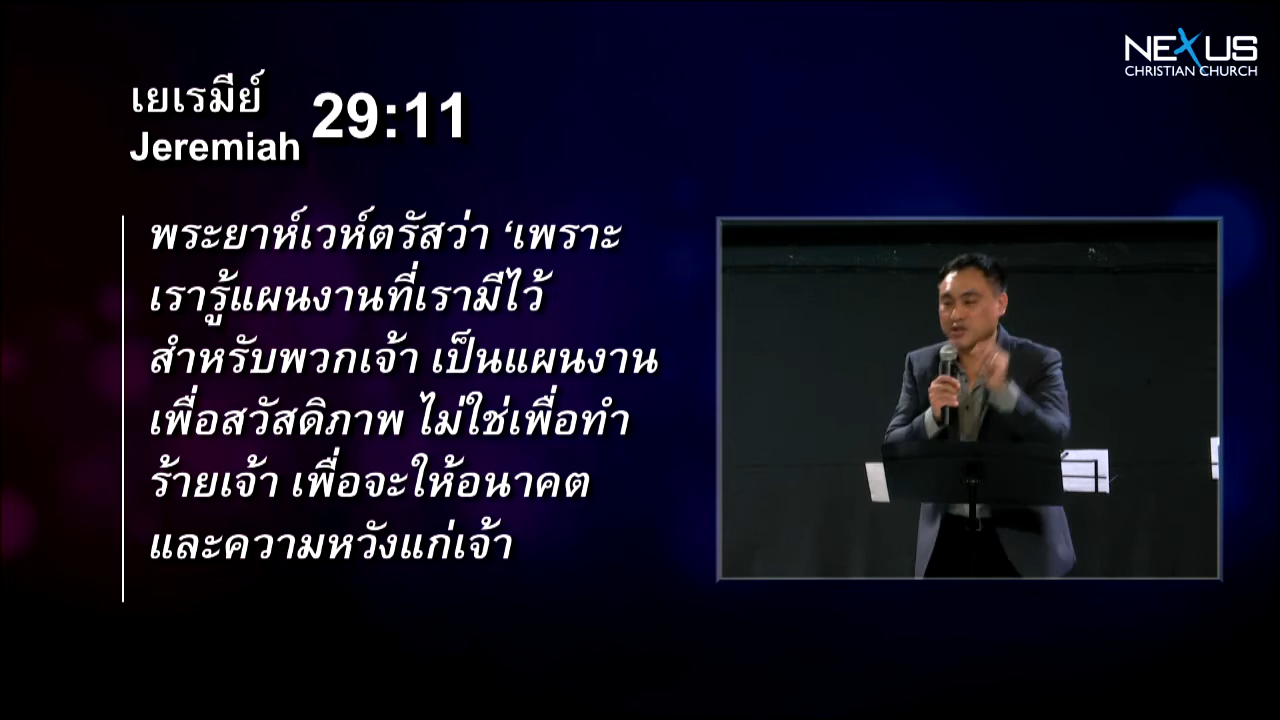 NEXUS
CHRISTIAN CHURCH
เยเรมีย์
Jeremiah 29:11
พระยาห์เวห์ตรัสว่า ‘เพราะ
เรารู้แผนงานที่เรามีไว้
สำหรับพวกเจ้า เป็นแผนงาน
เพื่อสวัสดิภาพ ไม่ใช่เพื่อทำ
ร้ายเจ้า เพื่อจะให้อนาคต
และความหวังแก่เจ้า